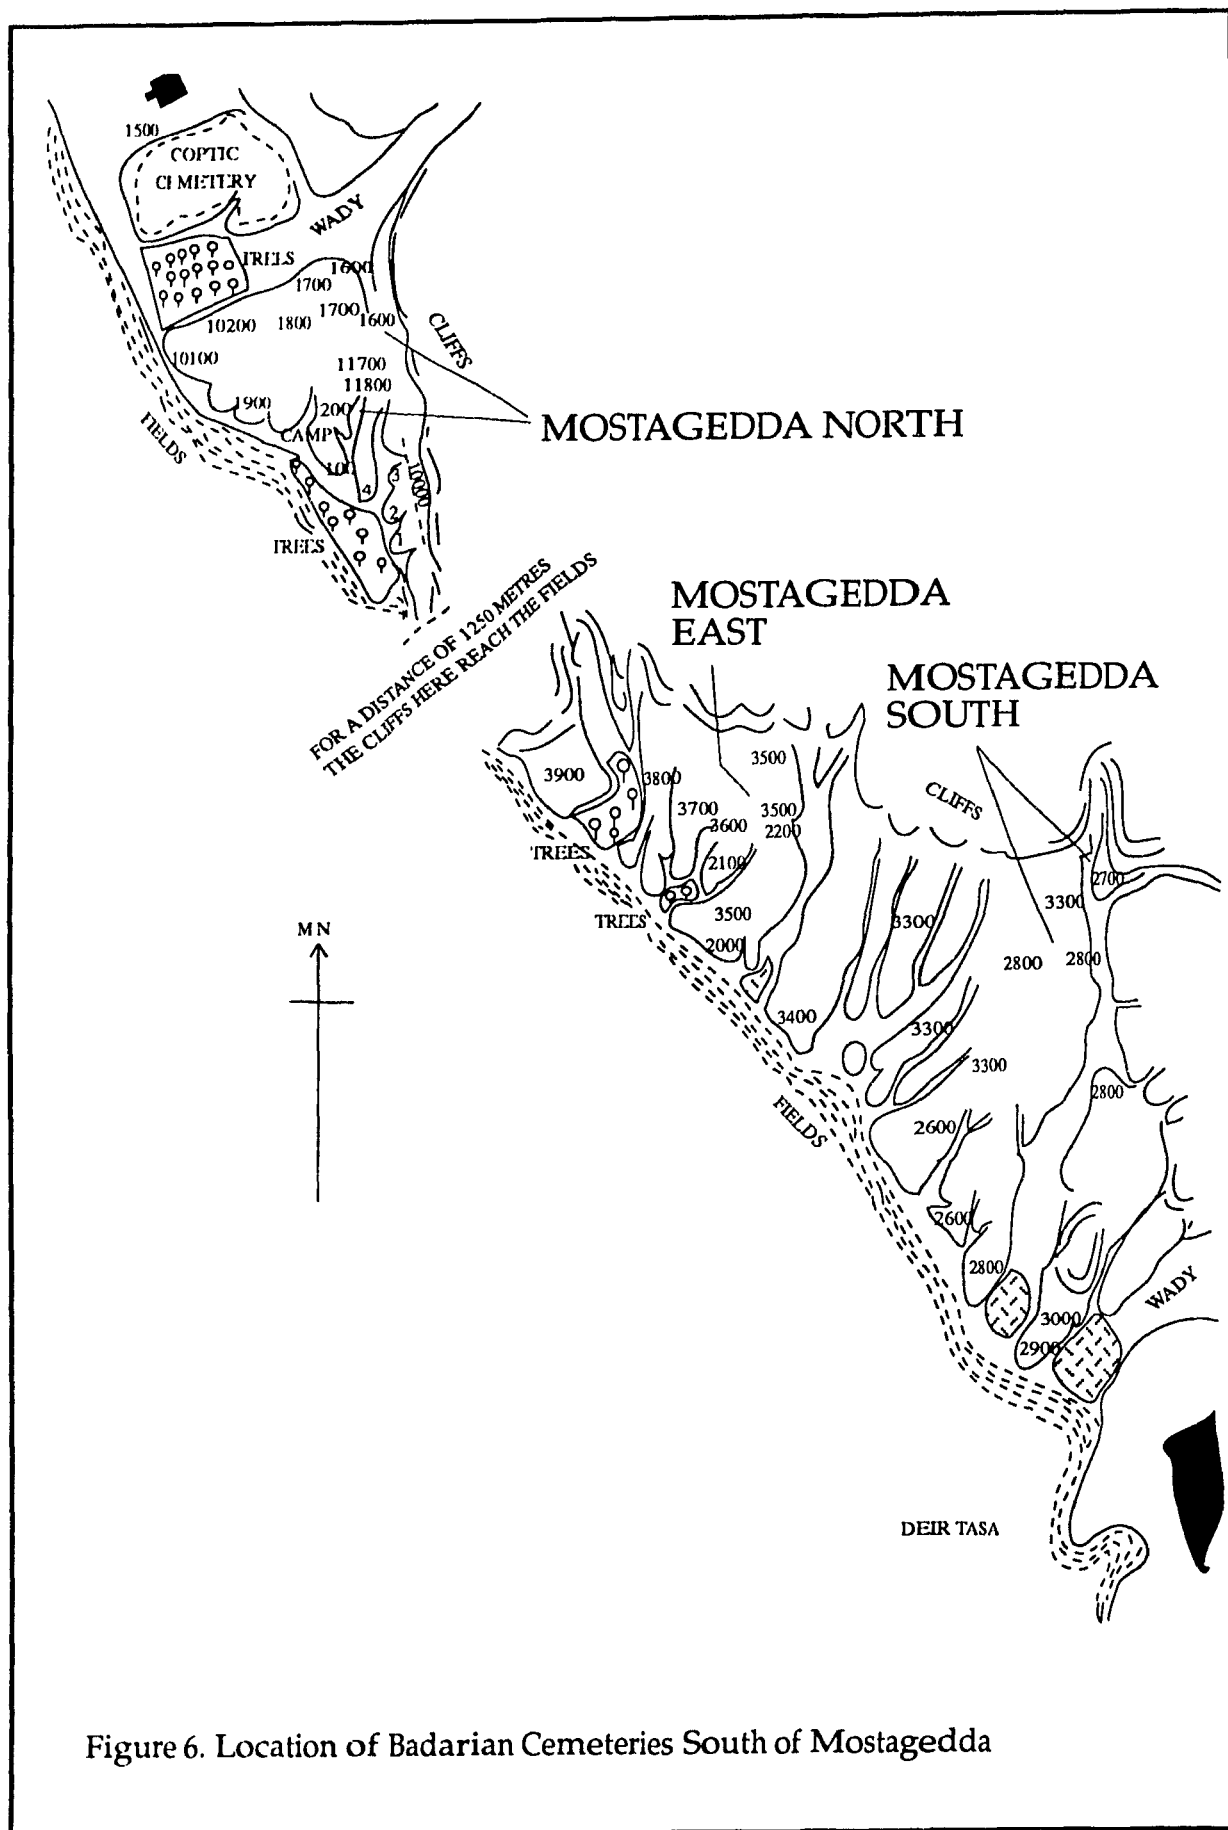 1500
COPTIC
CEMETERY
WADY
TREES
1600
1700
1700
1600
10200
1800
CLIFFS
10100
11700
11800
1900
200
MOSTAGEDDA NORTH
CAMP
FIELDS
100
4
3
10000
2
TREES
FOR A DISTANCE OF 1250 METRES
THE CLIFFS HERE REACH THE FIELDS
MOSTAGEDDA
EAST
MOSTAGEDDA
SOUTH
3500
3900
3800
CLIFFS
3700
3500
3600
2200
TREES
2100
2700
3300
TREES
3500
3300
2000
2800
2800
MN
3400
3300
3300
2800
FIELDS
2600
2600
2800
WADY
3000
2900
DEIR TASA
Figure 6. Location of Badarian Cemeteries South of Mostagedda